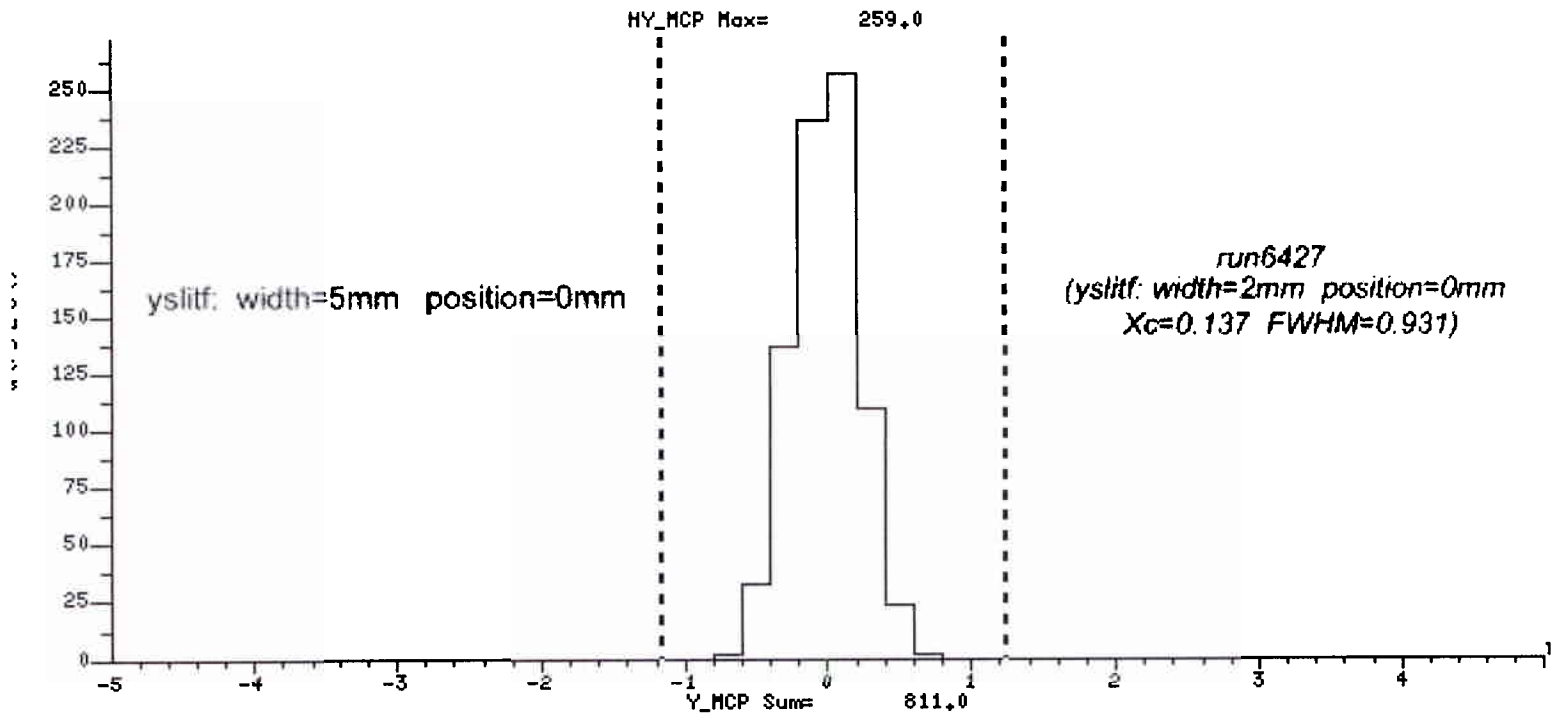 HY_MCP Max= 259.0
250
225
200
175
150
125
100
75
50
25
0
yslitf: width=5mm position=0mm
run6427
(yslitf: width=2mm position=0mm
Xc=0.137 FWHM=0.931)
-5 -4 -3 -2 -1 0 1 2 3 4
Y_MCP Sum= 811.0